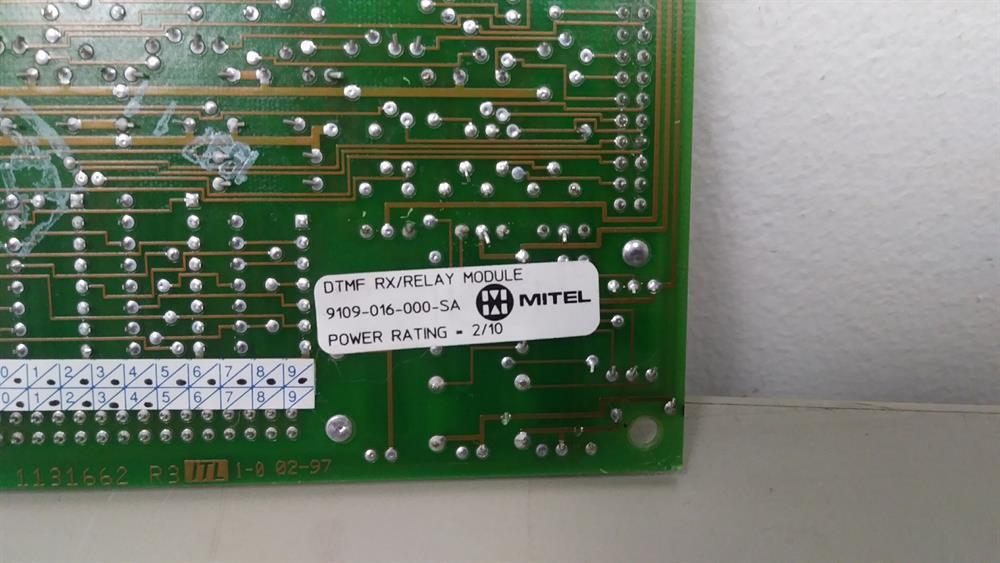 DTMF RX/RELAY MODULE
9109-016-000-SA MITEL
POWER RATING = 2/10
0 1 2 3 4 5 6 7 8 9
0 1 2 3 4 5 6 7 8 9
1131662 R3 ITL 1-0 02-97